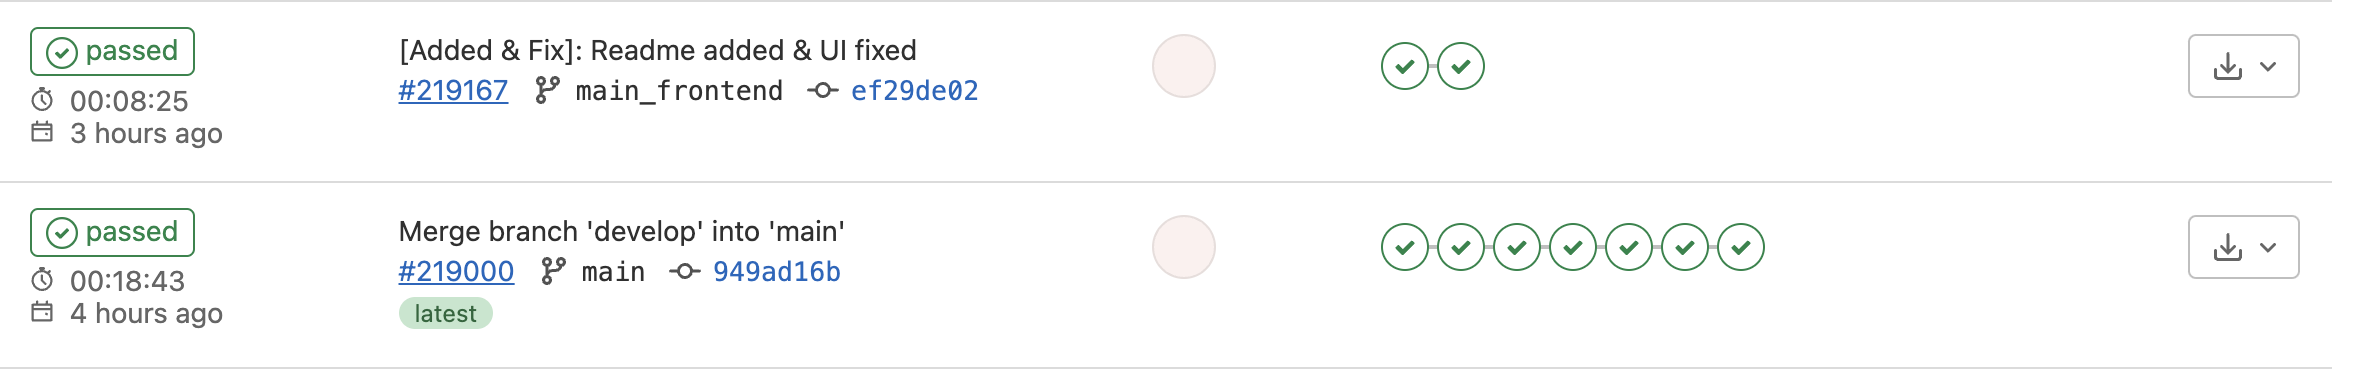 passed
00:08:25
3 hours ago
[Added & Fix]: Readme added & UI fixed
#219167 main_frontend ef29de02
passed
00:18:43
4 hours ago
Merge branch 'develop' into 'main'
#219000 main 949ad16b
latest